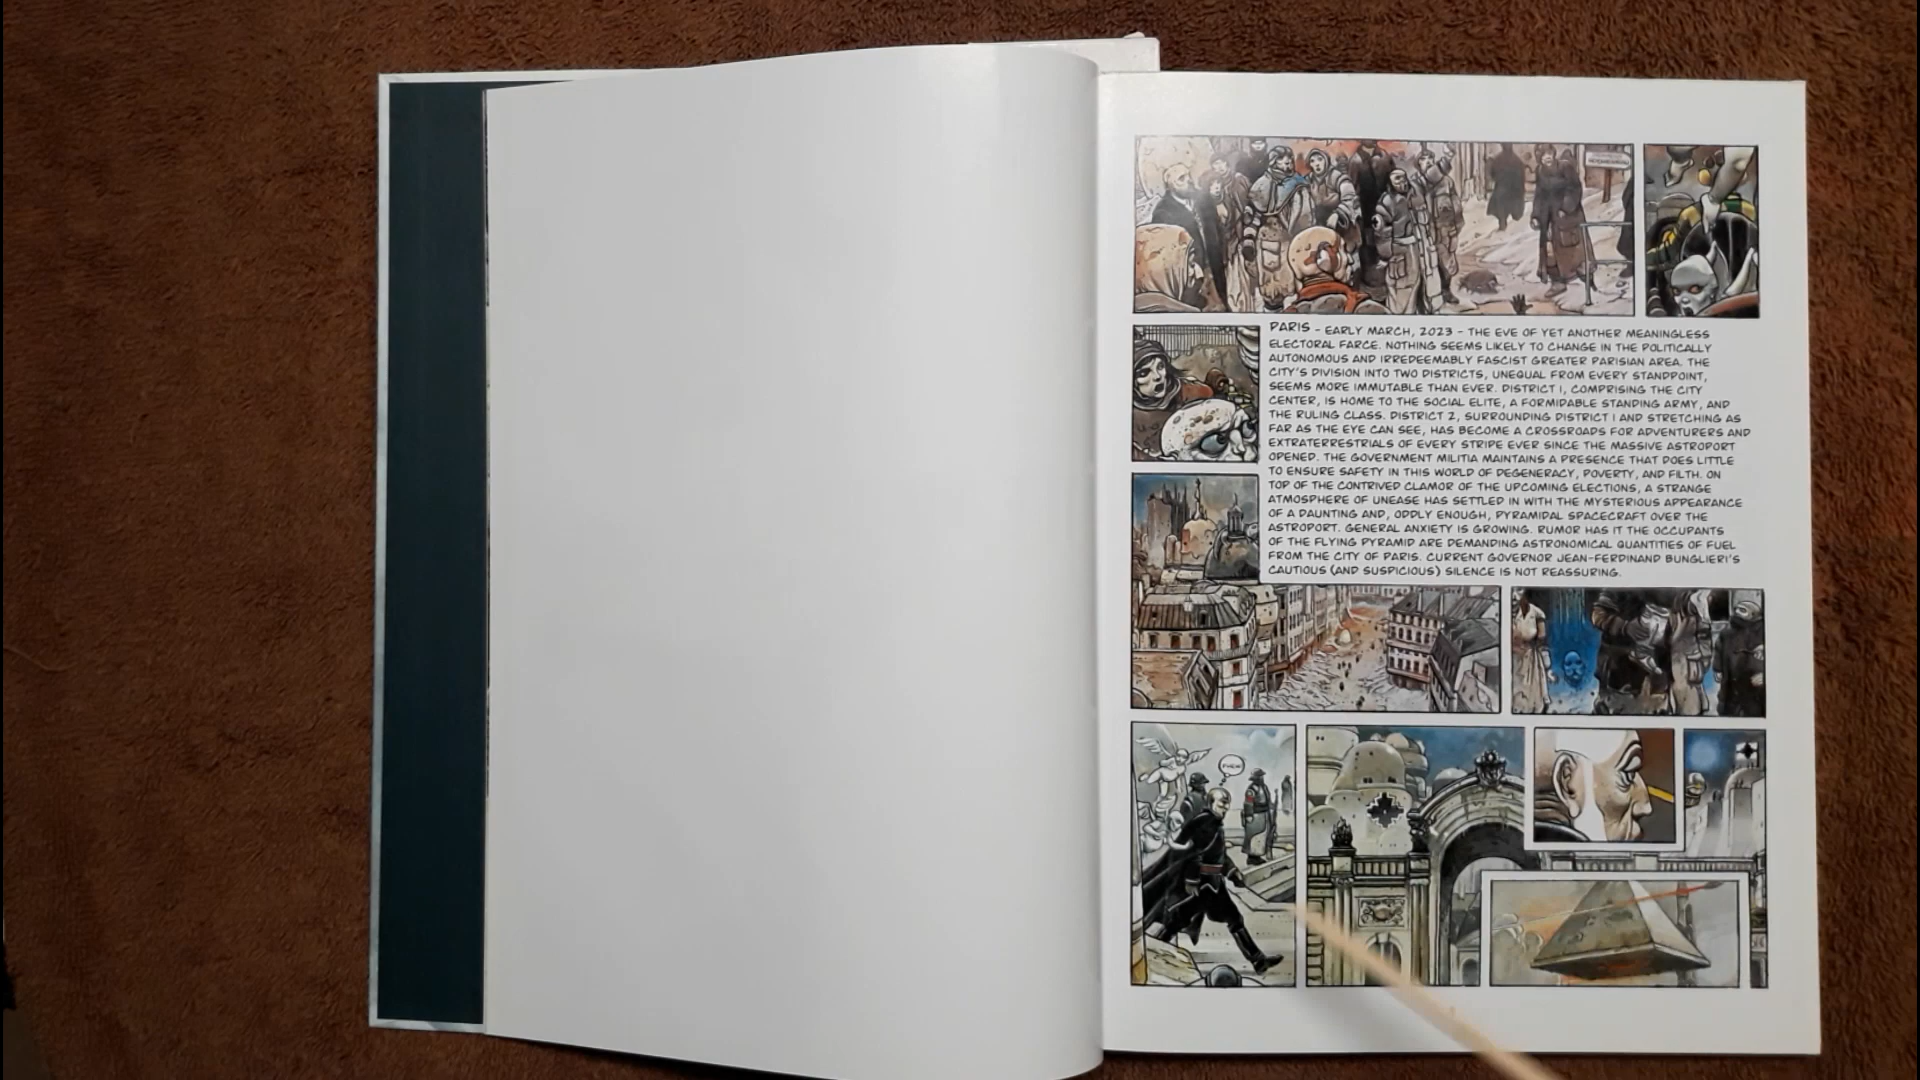 PARIS - EARLY MARCH, 2023 - THE EVE OF YET ANOTHER MEANINGLESS
ELECTORAL FARCE. NOTHING SEEMS LIKELY TO CHANGE IN THE POLITICALLY
AUTONOMOUS AND IRREDEEMABLY FASCIST GREATER PARISIAN AREA. THE
CITY'S DIVISION INTO TWO DISTRICTS, UNEQUAL FROM EVERY STANDPOINT,
SEEMS MORE IMMUTABLE THAN EVER. DISTRICT 1, COMPRISING THE CITY
CENTER, IS HOME TO THE SOCIAL ELITE, A FORMIDABLE STANDING ARMY, AND
THE RULING CLASS. DISTRICT 2, SURROUNDING DISTRICT 1 AND STRETCHING AS
FAR AS THE EYE CAN SEE, HAS BECOME A CROSSROADS FOR ADVENTURERS AND
EXTRATERRESTRIALS OF EVERY STRIPE EVER SINCE THE MASSIVE ASTROPORT
OPENED. THE GOVERNMENT MILITIA MAINTAINS A PRESENCE THAT DOES LITTLE
TO ENSURE SAFETY IN THIS WORLD OF DEGENERACY, POVERTY, AND FILTH. ON
TOP OF THE CONTRIVED CLAMOR OF THE UPCOMING ELECTIONS, A STRANGE
ATMOSPHERE OF UNEASE HAS SETTLED IN WITH THE MYSTERIOUS APPEARANCE
OF A DAUNTING AND, ODDLY ENOUGH, PYRAMIDAL SPACECRAFT OVER THE
ASTROPORT. GENERAL ANXIETY IS GROWING. RUMOR HAS IT THE OCCUPANTS
OF THE FLYING PYRAMID ARE DEMANDING ASTRONOMICAL QUANTITIES OF FUEL
FROM THE CITY OF PARIS. CURRENT GOVERNOR JEAN-FERDINAND BUNGLIERI'S
CAUTIOUS (AND SUSPICIOUS) SILENCE IS NOT REASSURING.